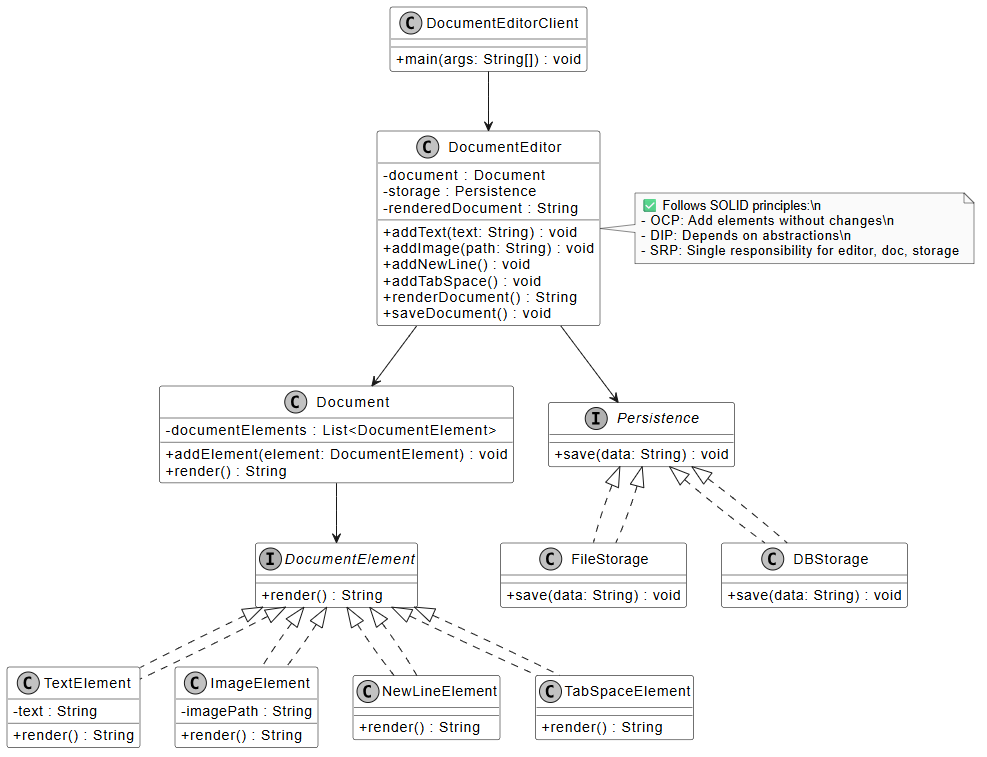 C DocumentEditorClient
+main(args: String[]) : void
C DocumentEditor
-document : Document
-storage : Persistence
-renderedDocument : String
+addText(text: String) : void
+addImage(path: String) : void
+addNewLine() : void
+addTabSpace() : void
+renderDocument() : String
+saveDocument() : void
✅ Follows SOLID principles:\n
- OCP: Add elements without changes\n
- DIP: Depends on abstractions\n
- SRP: Single responsibility for editor, doc, storage
C Document
-documentElements : List<DocumentElement>
+addElement(element: DocumentElement) : void
+render() : String
I Persistence
+save(data: String) : void
I DocumentElement
+render() : String
C FileStorage
+save(data: String) : void
C DBStorage
+save(data: String) : void
C TextElement
-text : String
+render() : String
C ImageElement
-imagePath : String
+render() : String
C NewLineElement
+render() : String
C TabSpaceElement
+render() : String